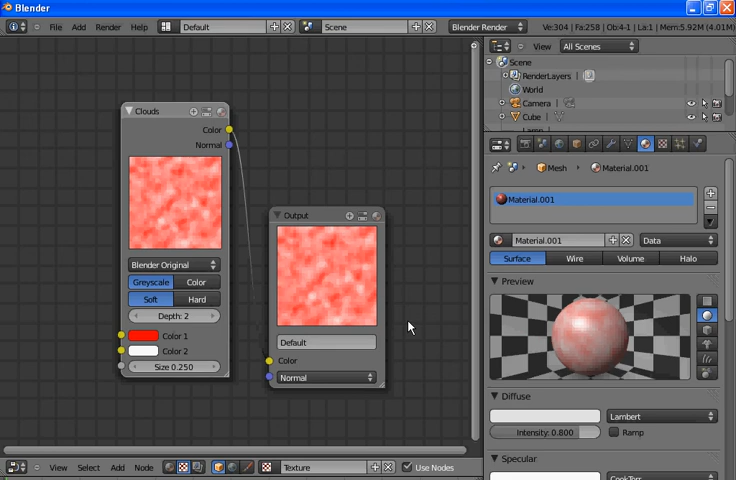 Blender
File Add Render Help Default Scene Blender Render Ve:304 | Fa:258 | Ob:4-1 | La:1 | Mem:5.92M (4.01M)
View All Scenes
Scene
RenderLayers
World
Camera
Cube
Clouds
Color
Normal
Blender Original
Greyscale Color
Soft Hard
Depth: 2
Color 1
Color 2
Size 0.250
Output
Default
Color
Normal
Mesh Material.001
Material.001
Material.001 Data
Surface Wire Volume Halo
Preview
Diffuse
Lambert
Intensity: 0.800 Ramp
Specular
CookTorr
View Select Add Node Texture Use Nodes